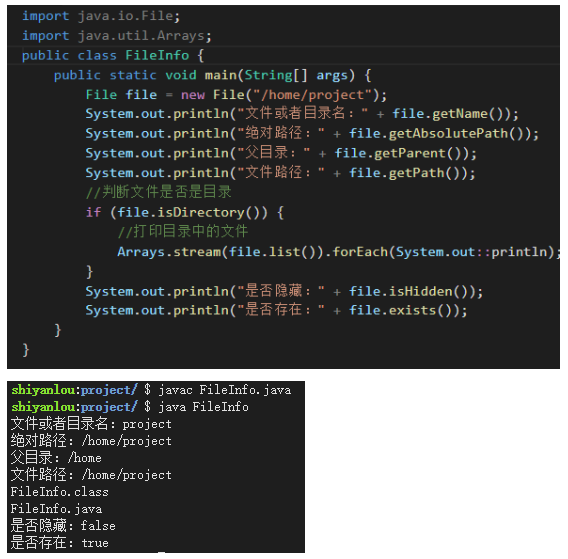 import java.io.File;
import java.util.Arrays;
public class FileInfo {
    public static void main(String[] args) {
        File file = new File("/home/project");
        System.out.println("文件或者目录名：" + file.getName());
        System.out.println("绝对路径：" + file.getAbsolutePath());
        System.out.println("父目录：" + file.getParent());
        System.out.println("文件路径：" + file.getPath());
        //判断文件是否是目录
        if (file.isDirectory()) {
            //打印目录中的文件
            Arrays.stream(file.list()).forEach(System.out::println);
        }
        System.out.println("是否隐藏：" + file.isHidden());
        System.out.println("是否存在：" + file.exists());
    }
}
shiyanlou:project/ $ javac FileInfo.java
shiyanlou:project/ $ java FileInfo
文件或者目录名：project
绝对路径：/home/project
父目录：/home
文件路径：/home/project
FileInfo.class
FileInfo.java
是否隐藏：false
是否存在：true